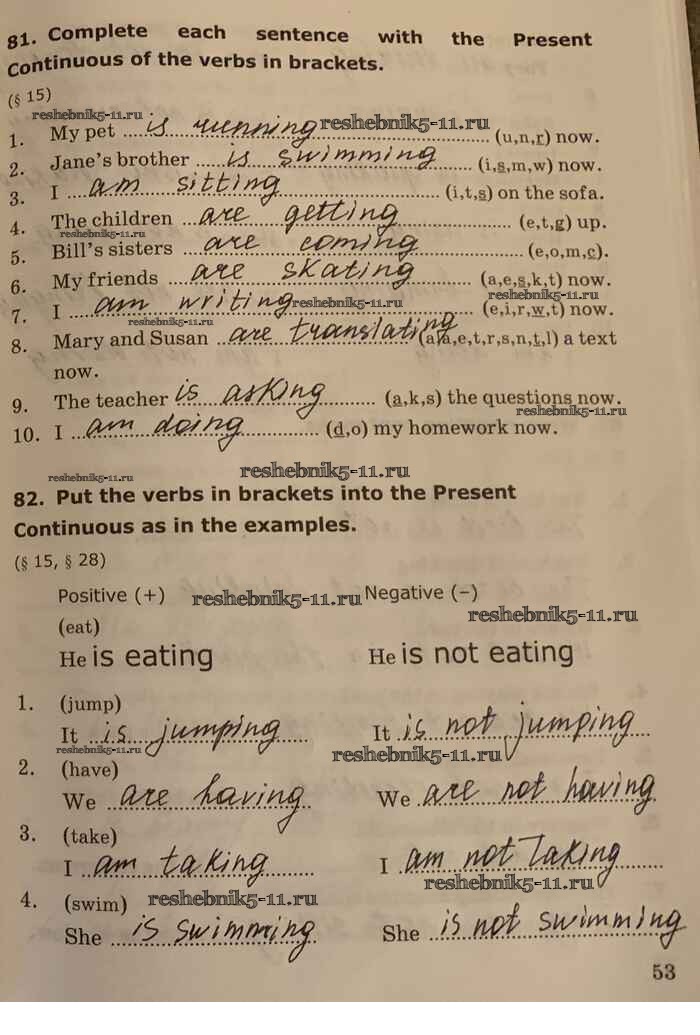 81. Complete each sentence with the Present
Continuous of the verbs in brackets.
(§ 15)
reshebnik5-11.ru
reshebnik5-11.ru
1. My pet ... is running ... (u,n,r) now.
2. Jane's brother ... is swimming ... (i,s,m,w) now.
3. I ... am sitting ... (i,t,s) on the sofa.
4. The children ... are getting ... (e,t,g) up.
reshebnik5-11.ru
5. Bill's sisters ... are coming ... (e,o,m,c).
6. My friends ... are skating ... (a,e,s,k,t) now.
reshebnik5-11.ru
7. I ... am writing ... (e,i,r,w,t) now.
reshebnik5-11.ru
reshebnik5-11.ru
8. Mary and Susan ... are translating (a,a,e,t,r,s,n,t,l) a text
now.
9. The teacher is asking ... (a,k,s) the questions now.
reshebnik5-11.ru
10. I ... am doing ... (d,o) my homework now.
reshebnik5-11.ru
reshebnik5-11.ru
82. Put the verbs in brackets into the Present
Continuous as in the examples.
(§ 15, § 28)
Positive (+) reshebnik5-11.ru Negative (–)
reshebnik5-11.ru
(eat)
He is eating He is not eating
1. (jump)
It ... is jumping ... It is not jumping ...
reshebnik5-11.ru
reshebnik5-11.ru
2. (have)
We are having We are not having
3. (take)
I ... am taking ... I ... am not taking ...
reshebnik5-11.ru
4. (swim) reshebnik5-11.ru
She ... is swimming She ... is not swimming
53